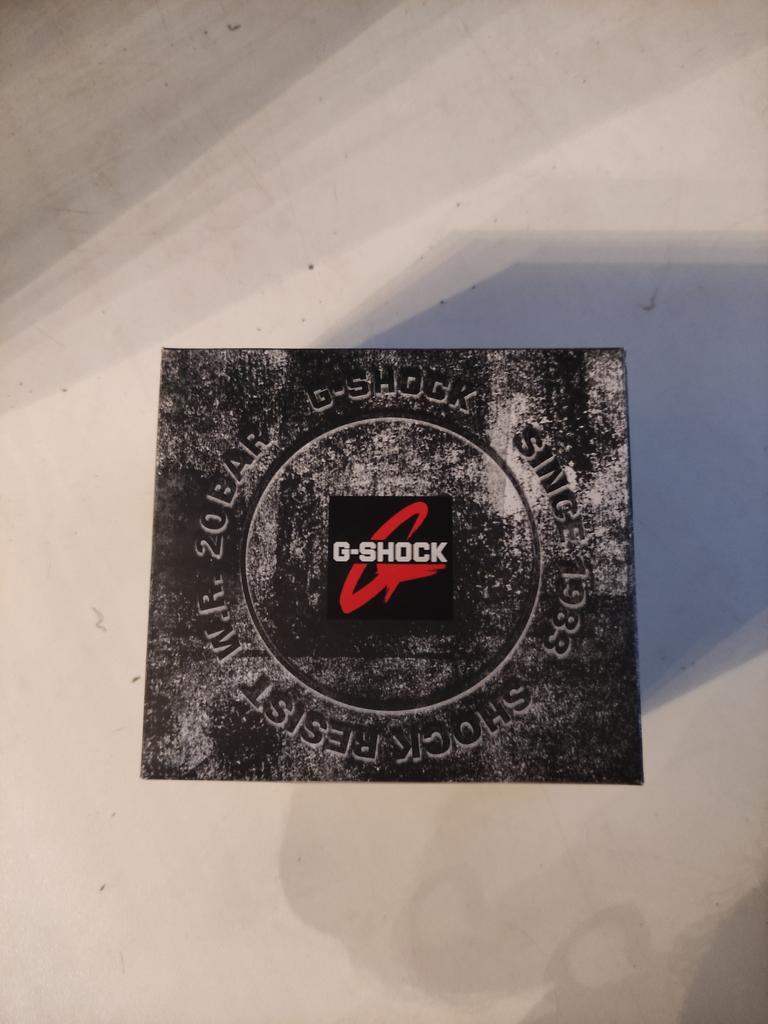 G-SHOCK
SINCE 1983
SHOCK RESIST
W.R. 20BAR
G-SHOCK